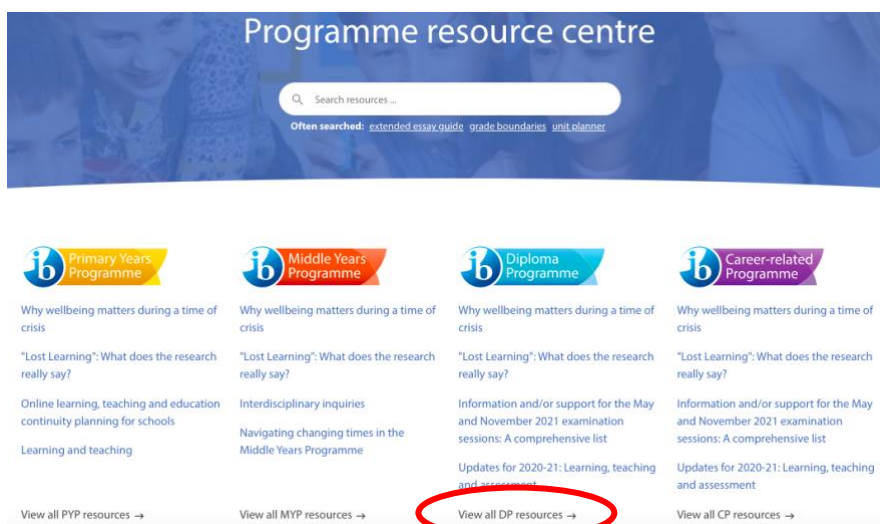 Programme resource centre
Search resources ...
Often searched: extended essay guide grade boundaries unit planner
ib Primary Years
Programme
Why wellbeing matters during a time of
crisis
"Lost Learning": What does the research
really say?
Online learning, teaching and education
continuity planning for schools
Learning and teaching
View all PYP resources →
ib Middle Years
Programme
Why wellbeing matters during a time of
crisis
"Lost Learning": What does the research
really say?
Interdisciplinary inquiries
Navigating changing times in the
Middle Years Programme
View all MYP resources →
ib Diploma
Programme
Why wellbeing matters during a time of
crisis
"Lost Learning": What does the research
really say?
Information and/or support for the May
and November 2021 examination
sessions: A comprehensive list
Updates for 2020-21: Learning, teaching
and assessment
View all DP resources →
ib Career-related
Programme
Why wellbeing matters during a time of
crisis
"Lost Learning": What does the research
really say?
Information and/or support for the May
and November 2021 examination
sessions: A comprehensive list
Updates for 2020-21: Learning, teaching
and assessment
View all CP resources →